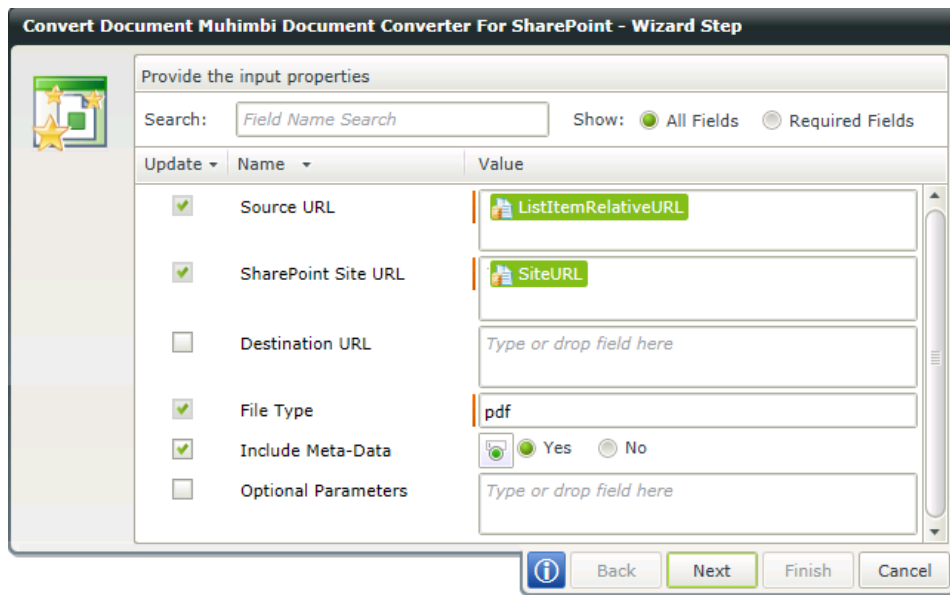 Convert Document Muhimbi Document Converter For SharePoint - Wizard Step
Provide the input properties
Search: Field Name Search Show: All Fields Required Fields
Update Name Value
Source URL ListItemRelativeURL
SharePoint Site URL SiteURL
Destination URL Type or drop field here
File Type pdf
Include Meta-Data Yes No
Optional Parameters Type or drop field here
Back Next Finish Cancel